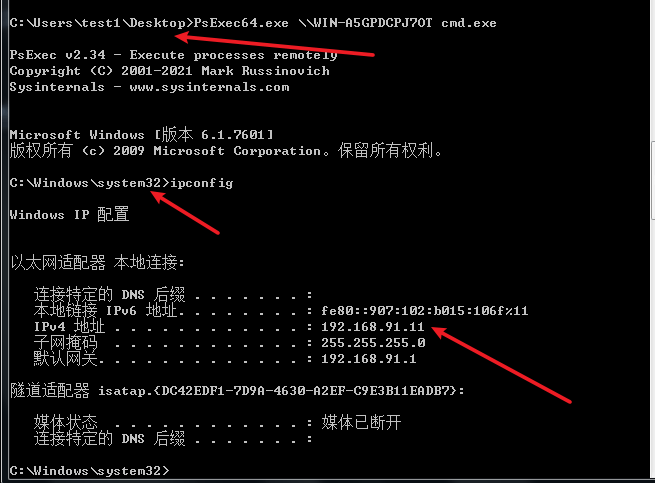 C:\Users\test1\Desktop>PsExec64.exe \\WIN-A5GPDCPJ7OT cmd.exe
PsExec v2.34 - Execute processes remotely
Copyright (C) 2001-2021 Mark Russinovich
Sysinternals - www.sysinternals.com
Microsoft Windows [版本 6.1.7601]
版权所有 (c) 2009 Microsoft Corporation。保留所有权利。
C:\Windows\system32>ipconfig
Windows IP 配置
以太网适配器 本地连接:
连接特定的 DNS 后缀 . . . . . . . :
本地链接 IPv6 地址. . . . . . . . : fe80::907:102:b015:106f%11
IPv4 地址 . . . . . . . . . . . . : 192.168.91.11
子网掩码 . . . . . . . . . . . . : 255.255.255.0
默认网关. . . . . . . . . . . . . : 192.168.91.1
隧道适配器 isatap.{DC42EDF1-7D9A-4630-A2EF-C9E3B11EADB7}:
媒体状态 . . . . . . . . . . . . : 媒体已断开
连接特定的 DNS 后缀 . . . . . . . :
C:\Windows\system32>